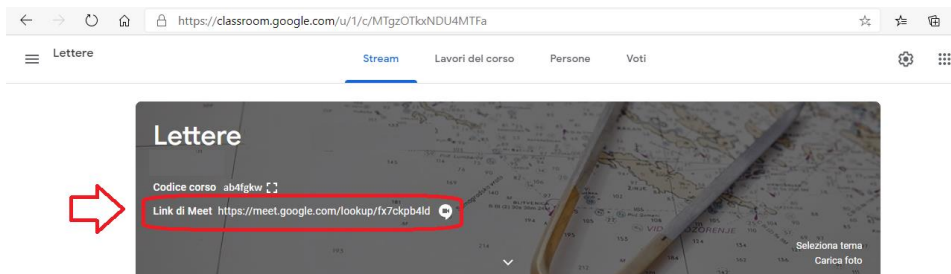 https://classroom.google.com/u/1/c/MTgzOTkxNDU4MTFa
Lettere
Stream Lavori del corso Persone Voti
Lettere
Codice corso ab4fgkw
Link di Meet https://meet.google.com/lookup/fx7ckpb4ld
Seleziona tema
Carica foto